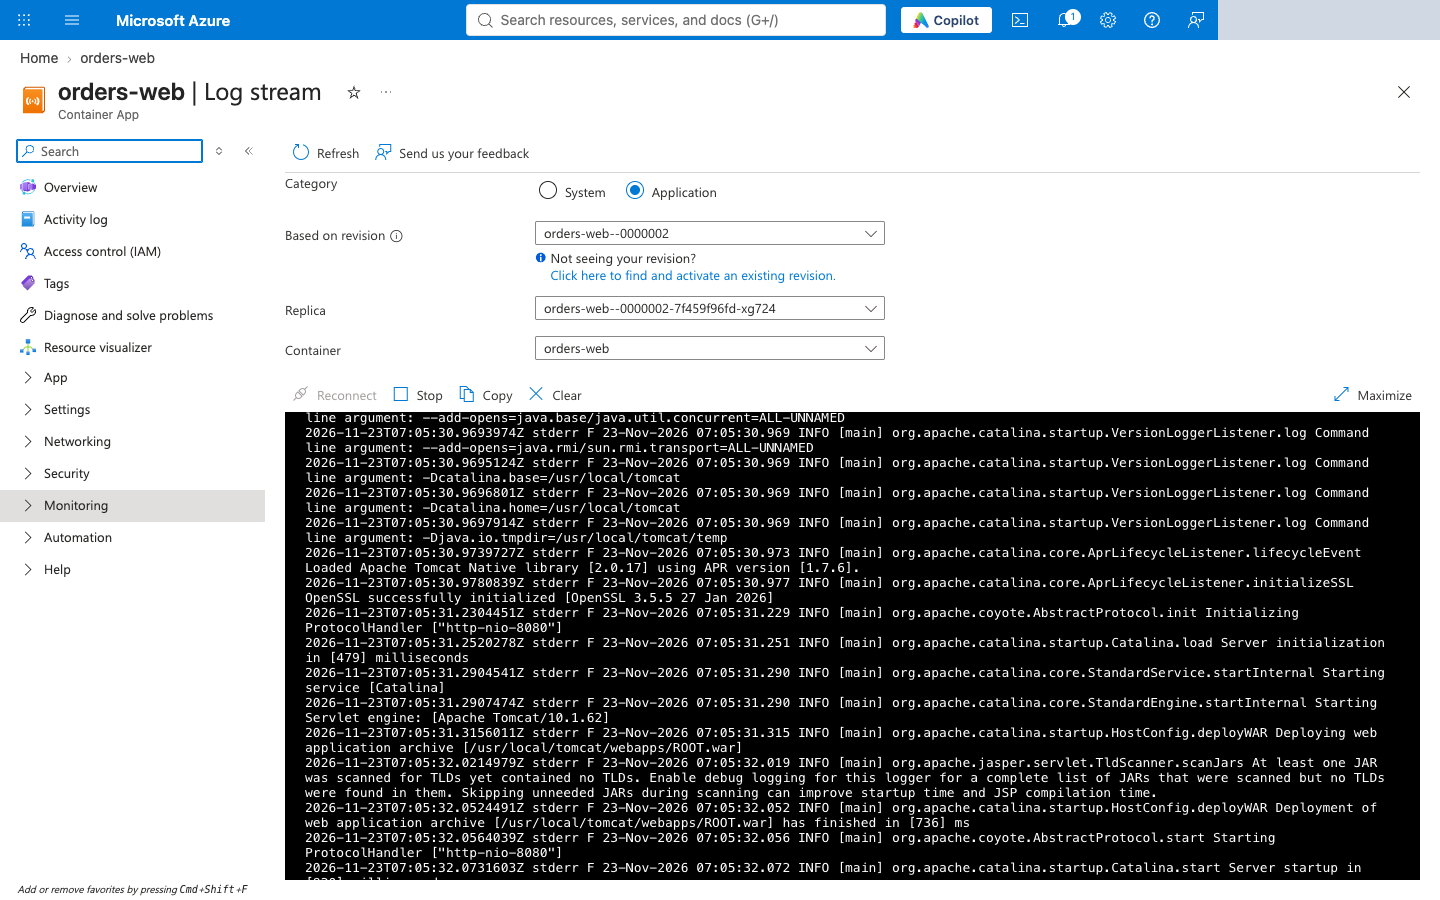 Microsoft Azure
Search resources, services, and docs (G+/)
Copilot
1
Home
orders-web
orders-web | Log stream
Container App
Search
Overview
Activity log
Access control (IAM)
Tags
Diagnose and solve problems
Resource visualizer
App
Settings
Networking
Security
Monitoring
Automation
Help
Add or remove favorites by pressing Cmd+Shift+F
Refresh
Send us your feedback
Category
System
Application
Based on revision
orders-web--0000002
Not seeing your revision?
Click here to find and activate an existing revision.
Replica
orders-web--0000002-7f459f96fd-xg724
Container
orders-web
Reconnect
Stop
Copy
Clear
Maximize
line argument: --add-opens=java.base/java.util.concurrent=ALL-UNNAMED
2026-11-23T07:05:30.9693974Z stderr F 23-Nov-2026 07:05:30.969 INFO [main] org.apache.catalina.startup.VersionLoggerListener.log Command
line argument: --add-opens=java.rmi/sun.rmi.transport=ALL-UNNAMED
2026-11-23T07:05:30.9695124Z stderr F 23-Nov-2026 07:05:30.969 INFO [main] org.apache.catalina.startup.VersionLoggerListener.log Command
line argument: -Dcatalina.base=/usr/local/tomcat
2026-11-23T07:05:30.9696801Z stderr F 23-Nov-2026 07:05:30.969 INFO [main] org.apache.catalina.startup.VersionLoggerListener.log Command
line argument: -Dcatalina.home=/usr/local/tomcat
2026-11-23T07:05:30.9697914Z stderr F 23-Nov-2026 07:05:30.969 INFO [main] org.apache.catalina.startup.VersionLoggerListener.log Command
line argument: -Djava.io.tmpdir=/usr/local/tomcat/temp
2026-11-23T07:05:30.9739727Z stderr F 23-Nov-2026 07:05:30.973 INFO [main] org.apache.catalina.core.AprLifecycleListener.lifecycleEvent
Loaded Apache Tomcat Native library [2.0.17] using APR version [1.7.6].
2026-11-23T07:05:30.9780839Z stderr F 23-Nov-2026 07:05:30.977 INFO [main] org.apache.catalina.core.AprLifecycleListener.initializeSSL
OpenSSL successfully initialized [OpenSSL 3.5.5 27 Jan 2026]
2026-11-23T07:05:31.2304451Z stderr F 23-Nov-2026 07:05:31.229 INFO [main] org.apache.coyote.AbstractProtocol.init Initializing
ProtocolHandler ["http-nio-8080"]
2026-11-23T07:05:31.2520278Z stderr F 23-Nov-2026 07:05:31.251 INFO [main] org.apache.catalina.startup.Catalina.load Server initialization
in [479] milliseconds
2026-11-23T07:05:31.2904541Z stderr F 23-Nov-2026 07:05:31.290 INFO [main] org.apache.catalina.core.StandardService.startInternal Starting
service [Catalina]
2026-11-23T07:05:31.2907474Z stderr F 23-Nov-2026 07:05:31.290 INFO [main] org.apache.catalina.core.StandardEngine.startInternal Starting
Servlet engine: [Apache Tomcat/10.1.62]
2026-11-23T07:05:31.3156011Z stderr F 23-Nov-2026 07:05:31.315 INFO [main] org.apache.catalina.startup.HostConfig.deployWAR Deploying web
application archive [/usr/local/tomcat/webapps/ROOT.war]
2026-11-23T07:05:32.0214979Z stderr F 23-Nov-2026 07:05:32.019 INFO [main] org.apache.jasper.servlet.TldScanner.scanJars At least one JAR
was scanned for TLDs yet contained no TLDs. Enable debug logging for this logger for a complete list of JARs that were scanned but no TLDs
were found in them. Skipping unneeded JARs during scanning can improve startup time and JSP compilation time.
2026-11-23T07:05:32.0524491Z stderr F 23-Nov-2026 07:05:32.052 INFO [main] org.apache.catalina.startup.HostConfig.deployWAR Deployment of
web application archive [/usr/local/tomcat/webapps/ROOT.war] has finished in [736] ms
2026-11-23T07:05:32.0564039Z stderr F 23-Nov-2026 07:05:32.056 INFO [main] org.apache.coyote.AbstractProtocol.start Starting
ProtocolHandler ["http-nio-8080"]
2026-11-23T07:05:32.0731603Z stderr F 23-Nov-2026 07:05:32.072 INFO [main] org.apache.catalina.startup.Catalina.start Server startup in